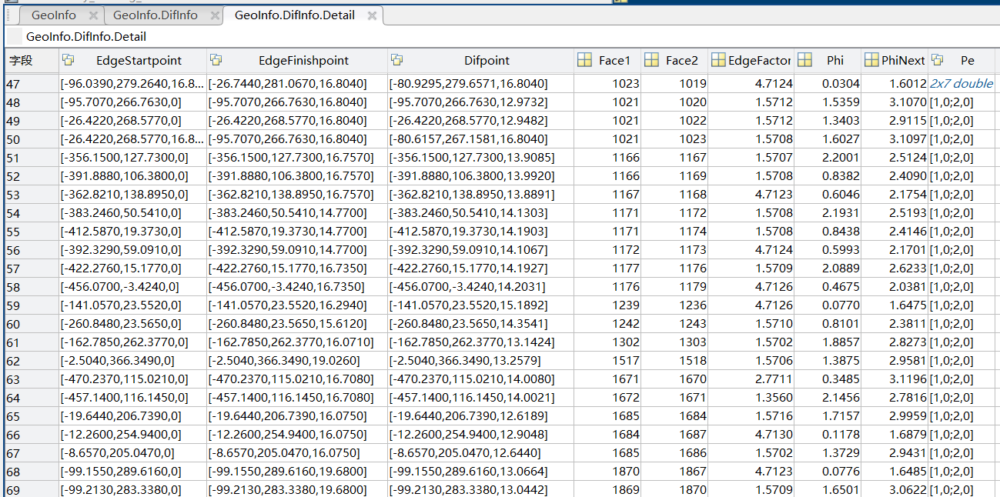 GeoInfo GeoInfo.DifInfo GeoInfo.DifInfo.Detail
GeoInfo.DifInfo.Detail
字段 EdgeStartpoint EdgeFinishpoint Difpoint Face1 Face2 EdgeFactor Phi PhiNext Pe
47 [-96.0390,279.2640,16.8... [-26.7440,281.0670,16.8040] [-80.9295,279.6571,16.8040] 1023 1019 4.7124 0.0304 1.6012 2x7 double
48 [-95.7070,266.7630,0] [-95.7070,266.7630,16.8040] [-95.7070,266.7630,12.9732] 1021 1020 1.5712 1.5359 3.1070 [1,0;2,0]
49 [-26.4220,268.5770,0] [-26.4220,268.5770,16.8040] [-26.4220,268.5770,12.9482] 1021 1022 1.5712 1.3403 2.9115 [1,0;2,0]
50 [-26.4220,268.5770,16.8... [-95.7070,266.7630,16.8040] [-80.6157,267.1581,16.8040] 1021 1023 1.5708 1.6027 3.1097 [1,0;2,0]
51 [-356.1500,127.7300,0] [-356.1500,127.7300,16.7570] [-356.1500,127.7300,13.9085] 1166 1167 1.5707 2.2001 2.5124 [1,0;2,0]
52 [-391.8880,106.3800,0] [-391.8880,106.3800,16.7570] [-391.8880,106.3800,13.9920] 1166 1169 1.5708 0.8382 2.4090 [1,0;2,0]
53 [-362.8210,138.8950,0] [-362.8210,138.8950,16.7570] [-362.8210,138.8950,13.8891] 1167 1168 4.7123 0.6046 2.1754 [1,0;2,0]
54 [-383.2460,50.5410,0] [-383.2460,50.5410,14.7700] [-383.2460,50.5410,14.1303] 1171 1172 1.5708 2.1931 2.5193 [1,0;2,0]
55 [-412.5870,19.3730,0] [-412.5870,19.3730,14.7700] [-412.5870,19.3730,14.1903] 1171 1174 1.5708 0.8438 2.4146 [1,0;2,0]
56 [-392.3290,59.0910,0] [-392.3290,59.0910,14.7700] [-392.3290,59.0910,14.1067] 1172 1173 4.7124 0.5993 2.1701 [1,0;2,0]
57 [-422.2760,15.1770,0] [-422.2760,15.1770,16.7350] [-422.2760,15.1770,14.1927] 1177 1176 1.5709 2.0889 2.6233 [1,0;2,0]
58 [-456.0700,-3.4240,0] [-456.0700,-3.4240,16.7350] [-456.0700,-3.4240,14.2031] 1176 1179 4.7126 0.4675 2.0381 [1,0;2,0]
59 [-141.0570,23.5520,0] [-141.0570,23.5520,16.2940] [-141.0570,23.5520,15.1892] 1239 1236 4.7126 0.0770 1.6475 [1,0;2,0]
60 [-260.8480,23.5650,0] [-260.8480,23.5650,15.6120] [-260.8480,23.5650,14.3541] 1242 1243 1.5710 0.8101 2.3811 [1,0;2,0]
61 [-162.7850,262.3770,0] [-162.7850,262.3770,16.0710] [-162.7850,262.3770,13.1424] 1302 1303 1.5702 1.8857 2.8273 [1,0;2,0]
62 [-2.5040,366.3490,0] [-2.5040,366.3490,19.0260] [-2.5040,366.3490,13.2579] 1517 1518 1.5706 1.3875 2.9581 [1,0;2,0]
63 [-470.2370,115.0210,0] [-470.2370,115.0210,16.7080] [-470.2370,115.0210,14.0080] 1671 1670 2.7711 0.3485 3.1196 [1,0;2,0]
64 [-457.1400,116.1450,0] [-457.1400,116.1450,16.7080] [-457.1400,116.1450,14.0021] 1672 1671 1.3560 2.1456 2.7816 [1,0;2,0]
65 [-19.6440,206.7390,0] [-19.6440,206.7390,16.0750] [-19.6440,206.7390,12.6189] 1685 1684 1.5716 1.7157 2.9959 [1,0;2,0]
66 [-12.2600,254.9400,0] [-12.2600,254.9400,16.0750] [-12.2600,254.9400,12.9048] 1684 1687 4.7130 0.1178 1.6879 [1,0;2,0]
67 [-8.6570,205.0470,0] [-8.6570,205.0470,16.0750] [-8.6570,205.0470,12.6440] 1685 1686 1.5702 1.3729 2.9431 [1,0;2,0]
68 [-99.1550,289.6160,0] [-99.1550,289.6160,19.6800] [-99.1550,289.6160,13.0664] 1870 1867 4.7123 0.0776 1.6485 [1,0;2,0]
69 [-99.2130,283.3380,0] [-99.2130,283.3380,19.6800] [-99.2130,283.3380,13.0442] 1869 1870 1.5709 1.6501 3.0622 [1,0;2,0]